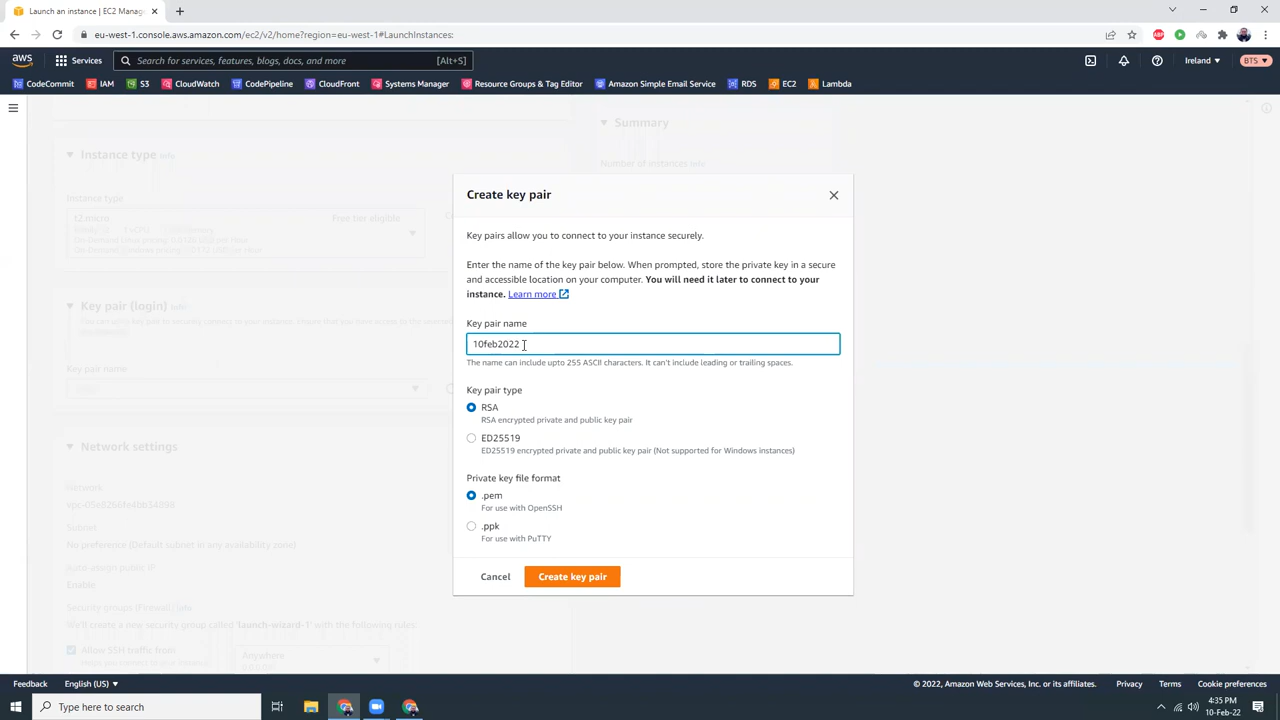 Launch an instance | EC2 Manag
eu-west-1.console.aws.amazon.com/ec2/v2/home?region=eu-west-1#LaunchInstances:
ABP
aws
Services
Search for services, features, blogs, docs, and more
[Alt+S]
Ireland
BTS
CodeCommit
IAM
S3
CloudWatch
CodePipeline
CloudFront
Systems Manager
Resource Groups & Tag Editor
Amazon Simple Email Service
RDS
EC2
Lambda
Instance type Info
Instance type
t2.micro
Free tier eligible
Key pair (login) Info
Key pair name
Network settings
Network
Subnet
No preference (Default subnet in any availability zone)
Auto-assign public IP
Enable
Security groups (Firewall) Info
We'll create a new security group called 'launch-wizard-1' with the following rules:
Allow SSH traffic from
Anywhere
Summary
Number of instances Info
Create key pair
Key pairs allow you to connect to your instance securely.
Enter the name of the key pair below. When prompted, store the private key in a secure
and accessible location on your computer. You will need it later to connect to your
instance. Learn more
Key pair name
10feb2022
The name can include upto 255 ASCII characters. It can't include leading or trailing spaces.
Key pair type
RSA
RSA encrypted private and public key pair
ED25519
ED25519 encrypted private and public key pair (Not supported for Windows instances)
Private key file format
.pem
For use with OpenSSH
.ppk
For use with PuTTY
Cancel
Create key pair
Feedback
English (US)
© 2022, Amazon Web Services, Inc. or its affiliates.
Privacy
Terms
Cookie preferences
Type here to search
4:35 PM
10-Feb-22